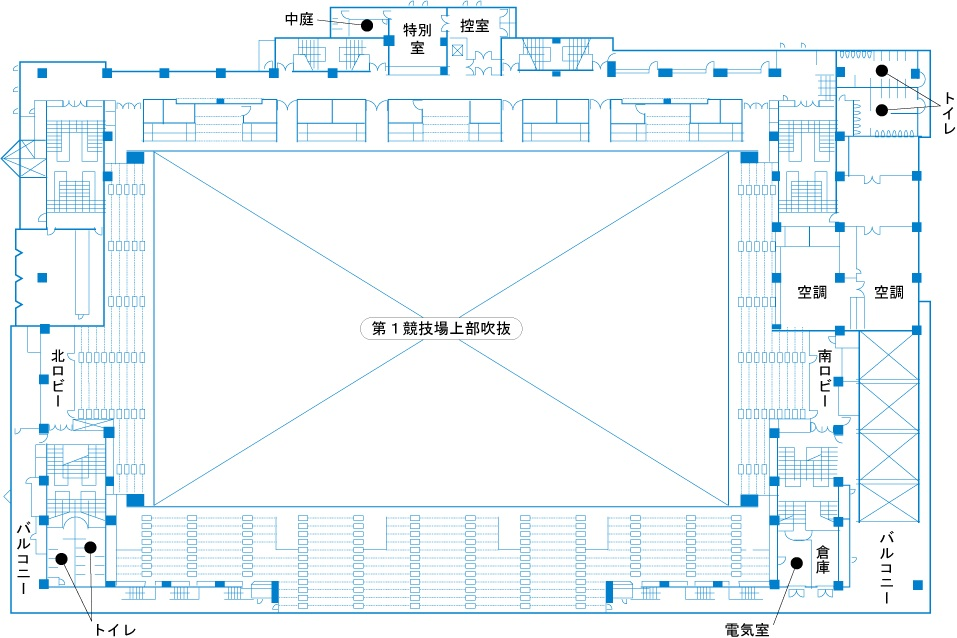 中庭
特別
室
控室
トイレ
空調
空調
第１競技場上部吹抜
北ロビー
南ロビー
バルコニー
バルコニー
倉庫
トイレ
電気室